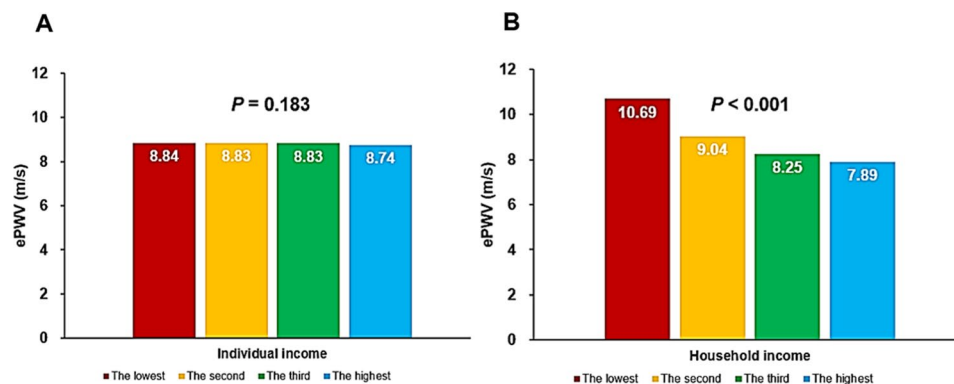 A
12
10
8
6
4
2
0
ePWV (m/s)
P = 0.183
8.84 8.83 8.83 8.74
Individual income
The lowest The second The third The highest
B
12
10
8
6
4
2
0
ePWV (m/s)
P < 0.001
10.69
9.04
8.25
7.89
Household income
The lowest The second The third The highest